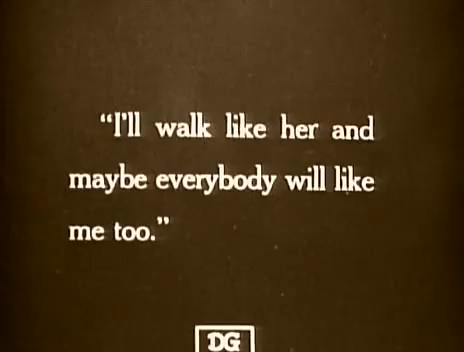 “I'll walk like her and
maybe everybody will like
me too.”
DG